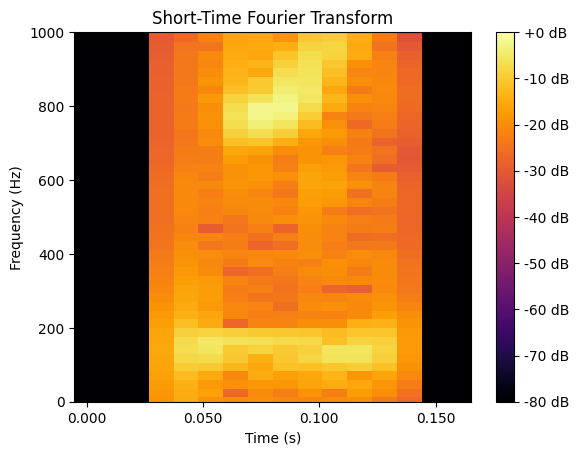 Short-Time Fourier Transform
1000
800
600
400
200
0
Frequency (Hz)
0.000
0.050
0.100
0.150
Time (s)
+0 dB
-10 dB
-20 dB
-30 dB
-40 dB
-50 dB
-60 dB
-70 dB
-80 dB